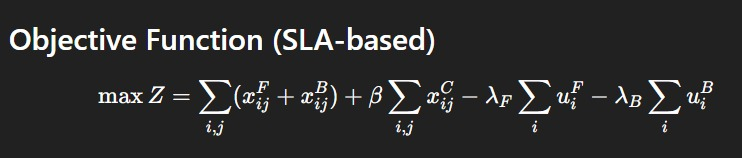 Objective Function (SLA-based)
max Z = ∑_{i,j} (x_{ij}^F + x_{ij}^B) + β ∑_{i,j} x_{ij}^C − λ_F ∑_i u_i^F − λ_B ∑_i u_i^B